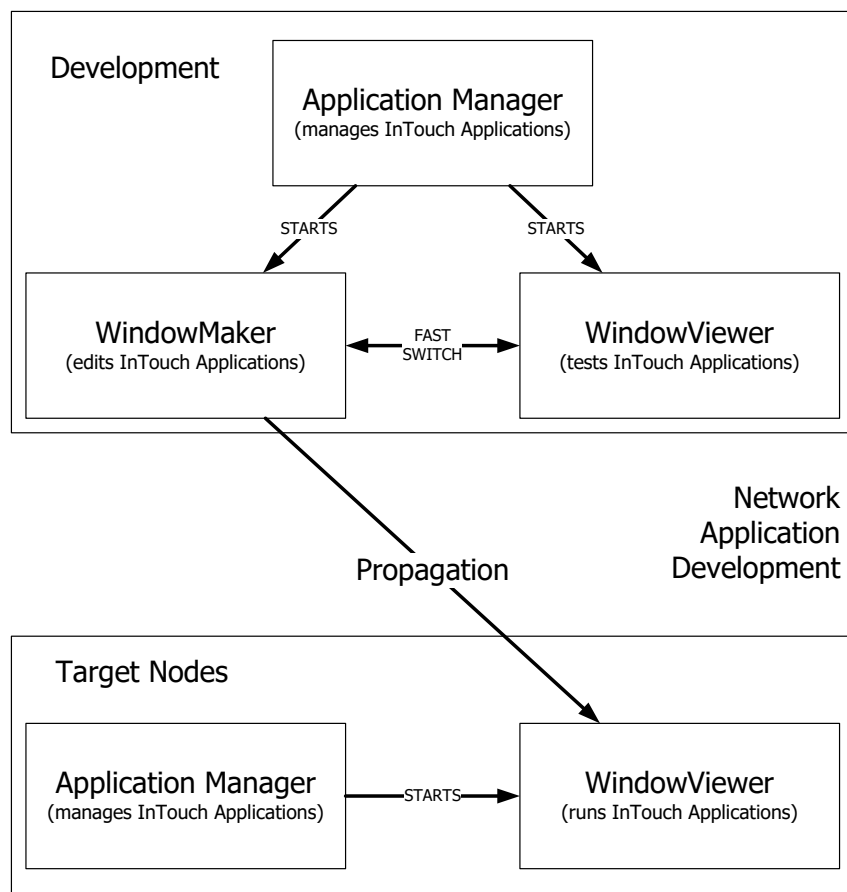 Development
Application Manager
(manages InTouch Applications)
STARTS
STARTS
WindowMaker
(edits InTouch Applications)
FAST
SWITCH
WindowViewer
(tests InTouch Applications)
Network
Application
Development
Propagation
Target Nodes
Application Manager
(manages InTouch Applications)
STARTS
WindowViewer
(runs InTouch Applications)